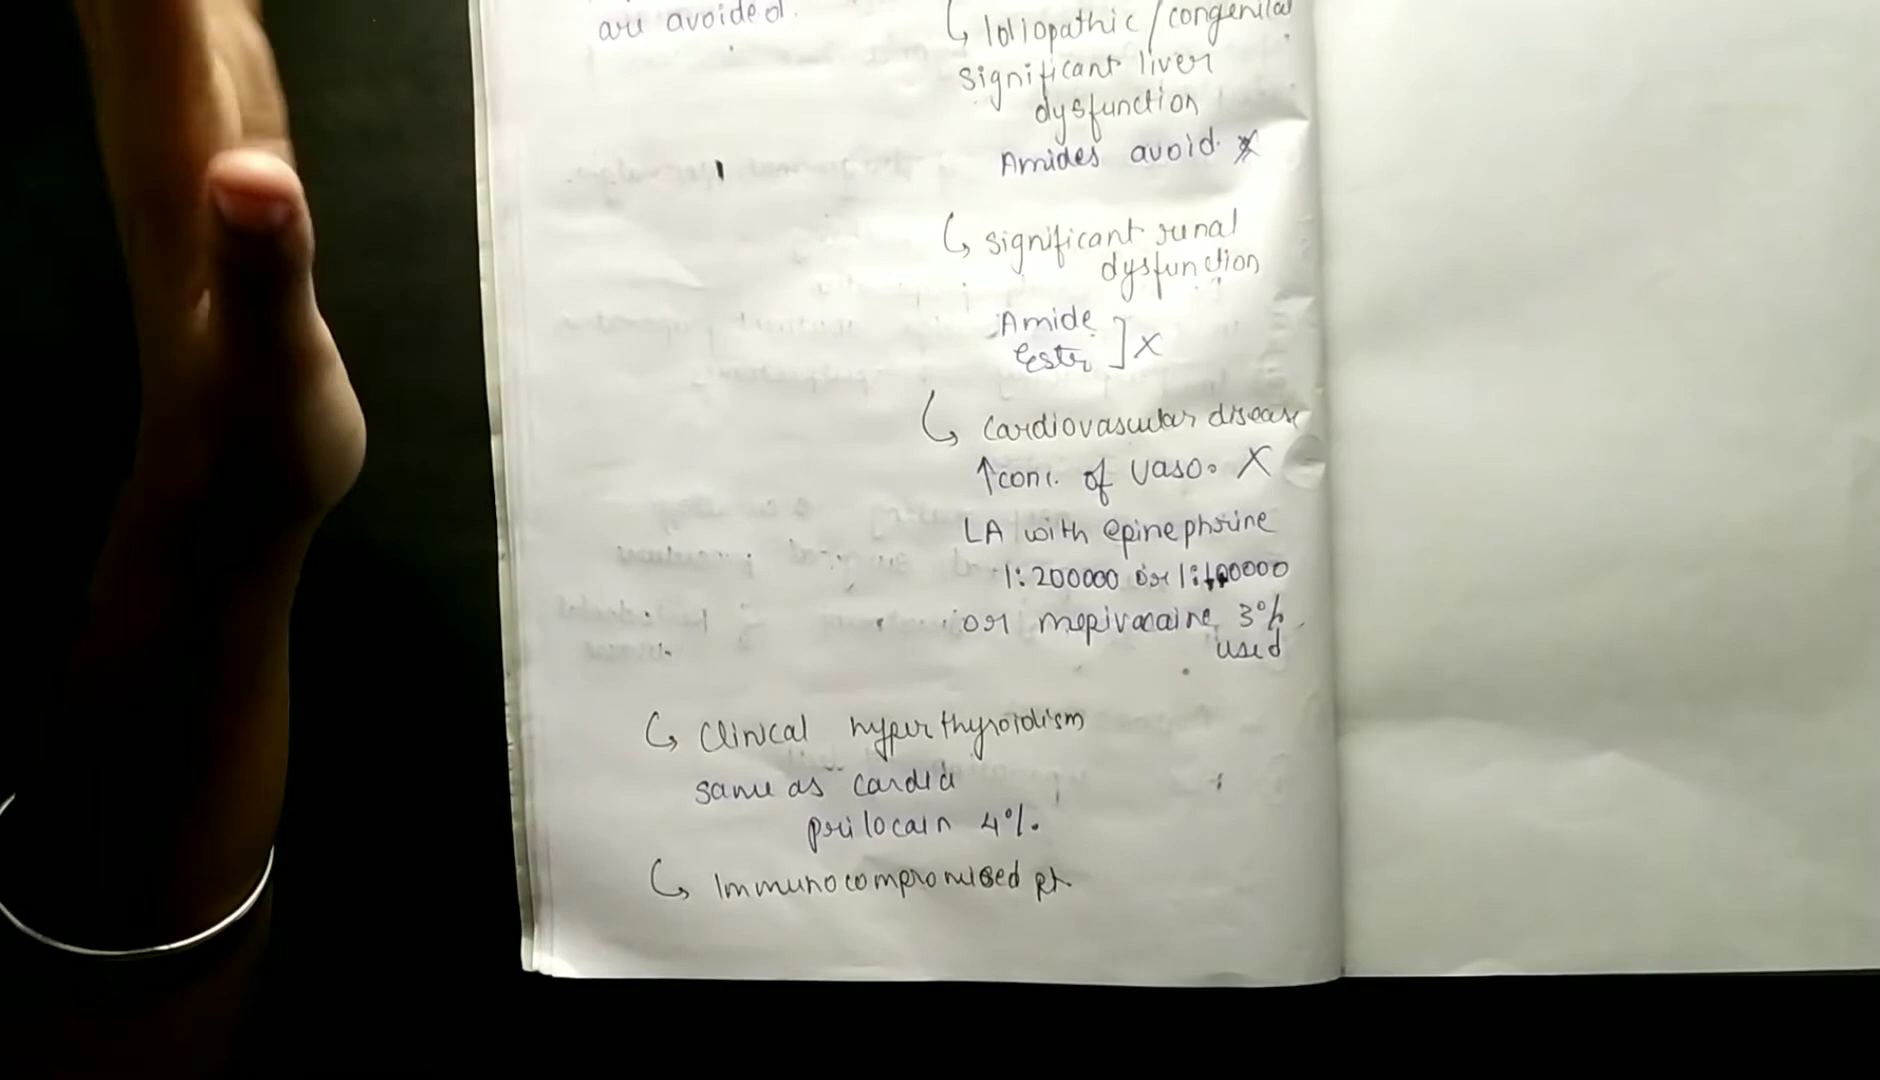 are avoided.
↳ Idiopathic / congenital
significant liver
dysfunction
Amides avoid X
↳ significant renal
dysfunction
Amide
Ester ] X
↳ cardiovascular disease
↑ conc. of vaso. X
LA with epinephrine
1:200000 or 1:100000
or mepivacaine 3%
used
↳ Clinical hyperthyroidism
same as cardia
prilocain 4%.
↳ Immunocompromised pt.